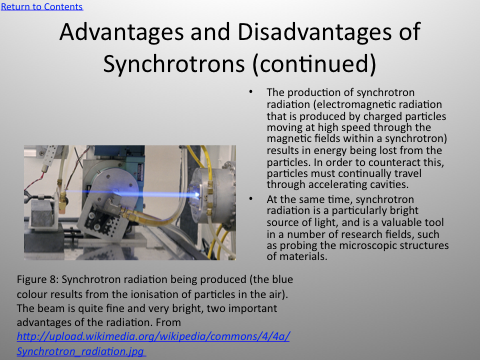 Return to Contents
Advantages and Disadvantages of
Synchrotrons (continued)
• The production of synchrotron
radiation (electromagnetic radiation
that is produced by charged particles
moving at high speed through the
magnetic fields within a synchrotron)
results in energy being lost from the
particles. In order to counteract this,
particles must continually travel
through accelerating cavities.
• At the same time, synchrotron
radiation is a particularly bright
source of light, and is a valuable tool
in a number of research fields, such
as probing the microscopic structures
of materials.
Figure 8: Synchrotron radiation being produced (the blue
colour results from the ionisation of particles in the air).
The beam is quite fine and very bright, two important
advantages of the radiation. From
http://upload.wikimedia.org/wikipedia/commons/4/4a/
Synchrotron_radiation.jpg